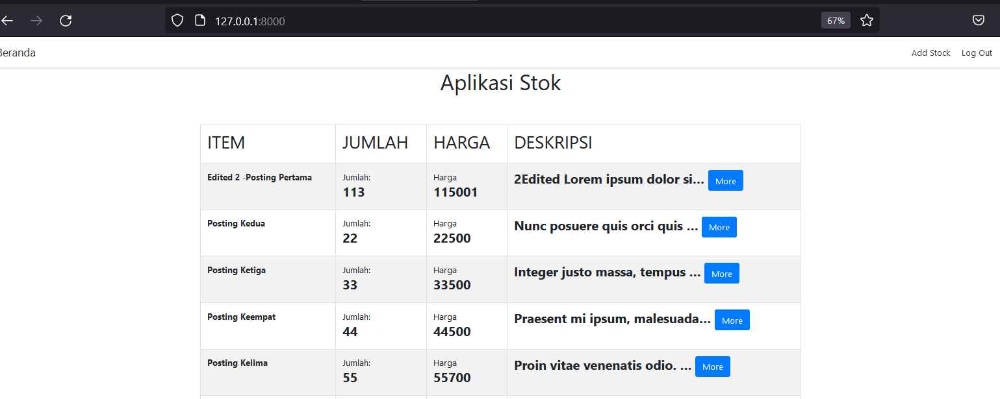 127.0.0.1:8000 67%
Beranda Add Stock Log Out
Aplikasi Stok
ITEM JUMLAH HARGA DESKRIPSI
Edited 2 -Posting Pertama Jumlah: Harga 2Edited Lorem ipsum dolor si... More
113 115001
Posting Kedua Jumlah: Harga Nunc posuere quis orci quis ... More
22 22500
Posting Ketiga Jumlah: Harga Integer justo massa, tempus ... More
33 33500
Posting Keempat Jumlah: Harga Praesent mi ipsum, malesuada... More
44 44500
Posting Kelima Jumlah: Harga Proin vitae venenatis odio. ... More
55 55700